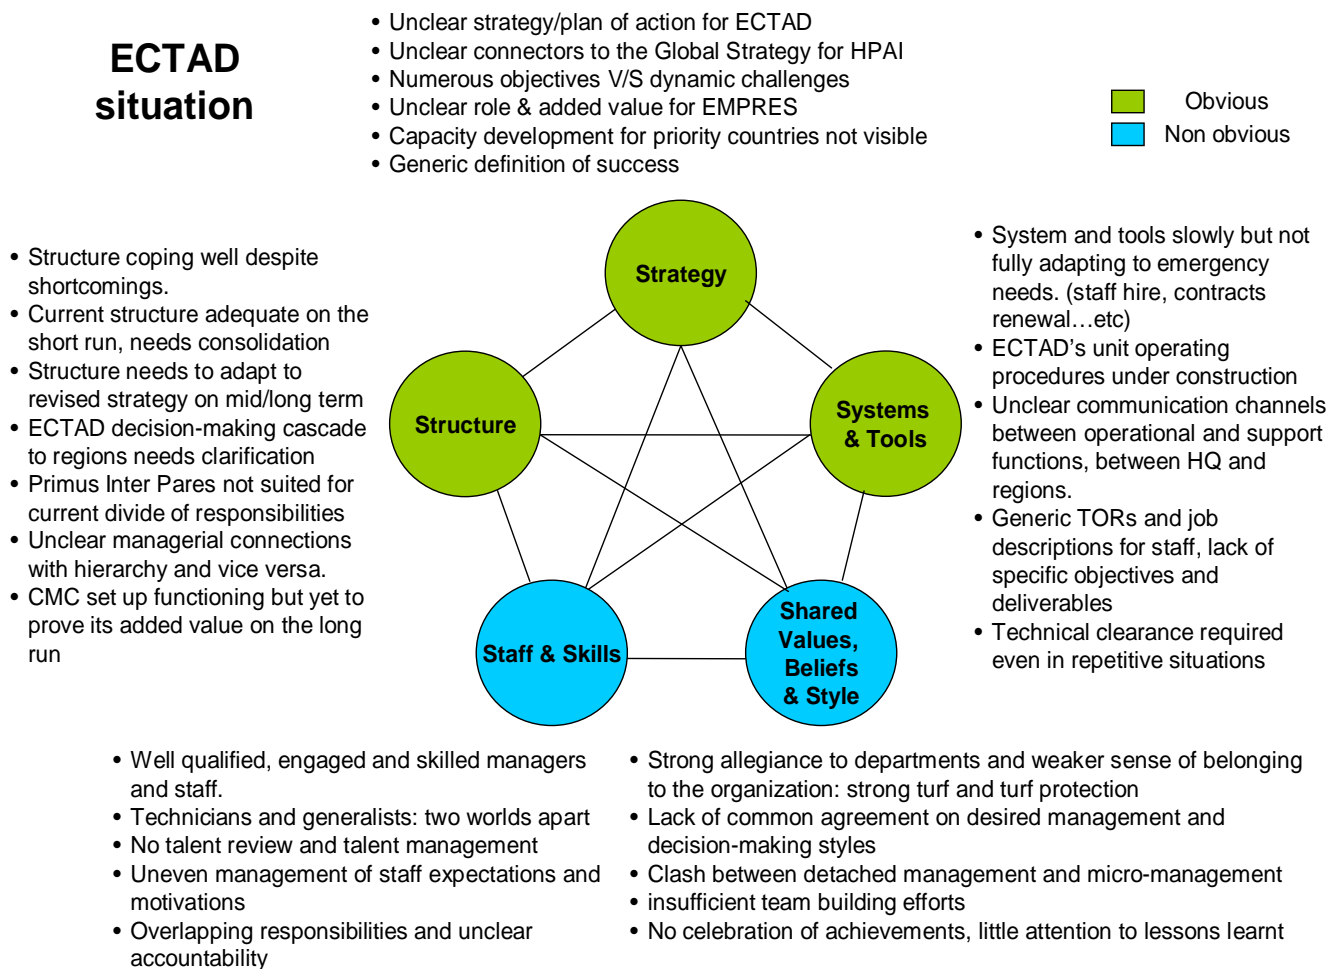 ECTAD
situation
• Unclear strategy/plan of action for ECTAD
• Unclear connectors to the Global Strategy for HPAI
• Numerous objectives V/S dynamic challenges
• Unclear role & added value for EMPRES
• Capacity development for priority countries not visible
• Generic definition of success
Obvious
Non obvious
• Structure coping well despite
shortcomings.
• Current structure adequate on the
short run, needs consolidation
• Structure needs to adapt to
revised strategy on mid/long term
• ECTAD decision-making cascade
to regions needs clarification
• Primus Inter Pares not suited for
current divide of responsibilities
• Unclear managerial connections
with hierarchy and vice versa.
• CMC set up functioning but yet to
prove its added value on the long
run
Strategy
Structure
Systems
& Tools
Staff & Skills
Shared
Values,
Beliefs
& Style
• System and tools slowly but not
fully adapting to emergency
needs. (staff hire, contracts
renewal…etc)
• ECTAD’s unit operating
procedures under construction
• Unclear communication channels
between operational and support
functions, between HQ and
regions.
• Generic TORs and job
descriptions for staff, lack of
specific objectives and
deliverables
• Technical clearance required
even in repetitive situations
• Well qualified, engaged and skilled managers
and staff.
• Technicians and generalists: two worlds apart
• No talent review and talent management
• Uneven management of staff expectations and
motivations
• Overlapping responsibilities and unclear
accountability
• Strong allegiance to departments and weaker sense of belonging
to the organization: strong turf and turf protection
• Lack of common agreement on desired management and
decision-making styles
• Clash between detached management and micro-management
• insufficient team building efforts
• No celebration of achievements, little attention to lessons learnt